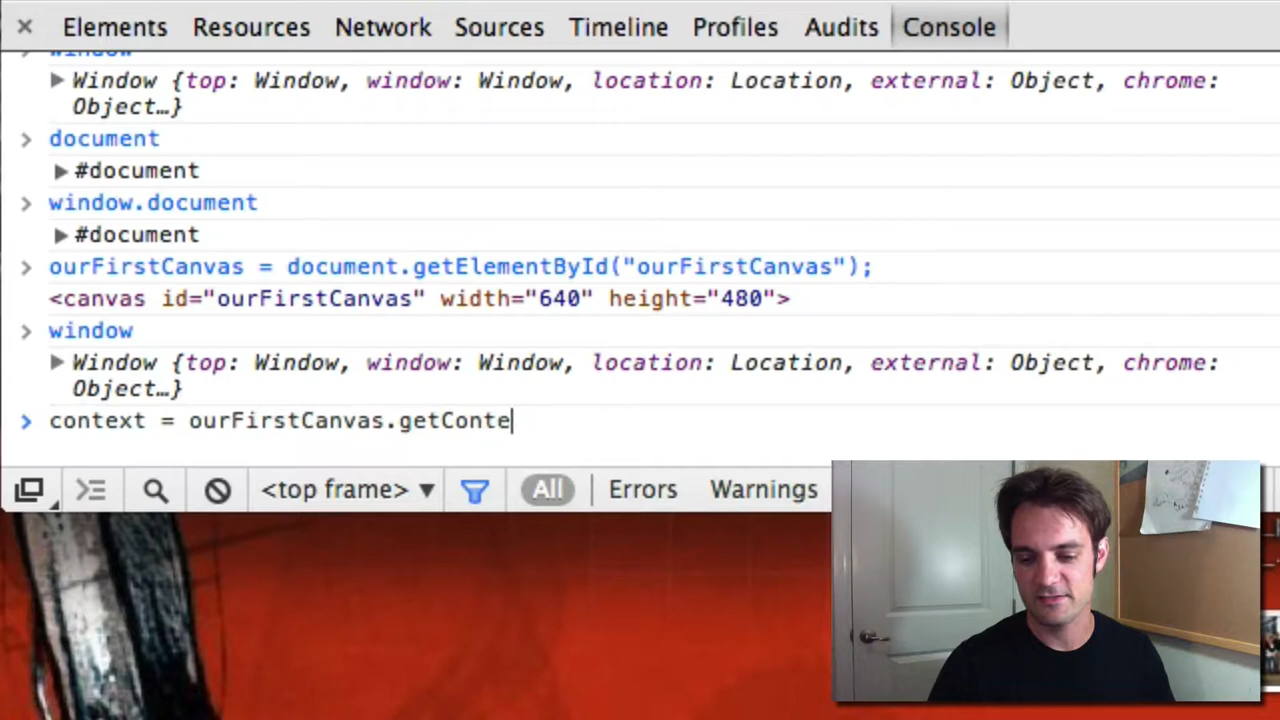 × Elements Resources Network Sources Timeline Profiles Audits Console
window
▶ Window {top: Window, window: Window, location: Location, external: Object, chrome:
Object…}
> document
▶ #document
> window.document
▶ #document
> ourFirstCanvas = document.getElementById("ourFirstCanvas");
<canvas id="ourFirstCanvas" width="640" height="480">
> window
▶ Window {top: Window, window: Window, location: Location, external: Object, chrome:
Object…}
> context = ourFirstCanvas.getConte
<top frame> ▼ All Errors Warnings